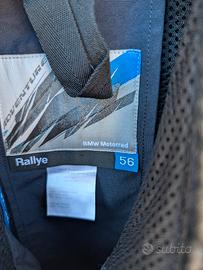 ADVENTURE
BMW Motorrad
Rallye 56
subito